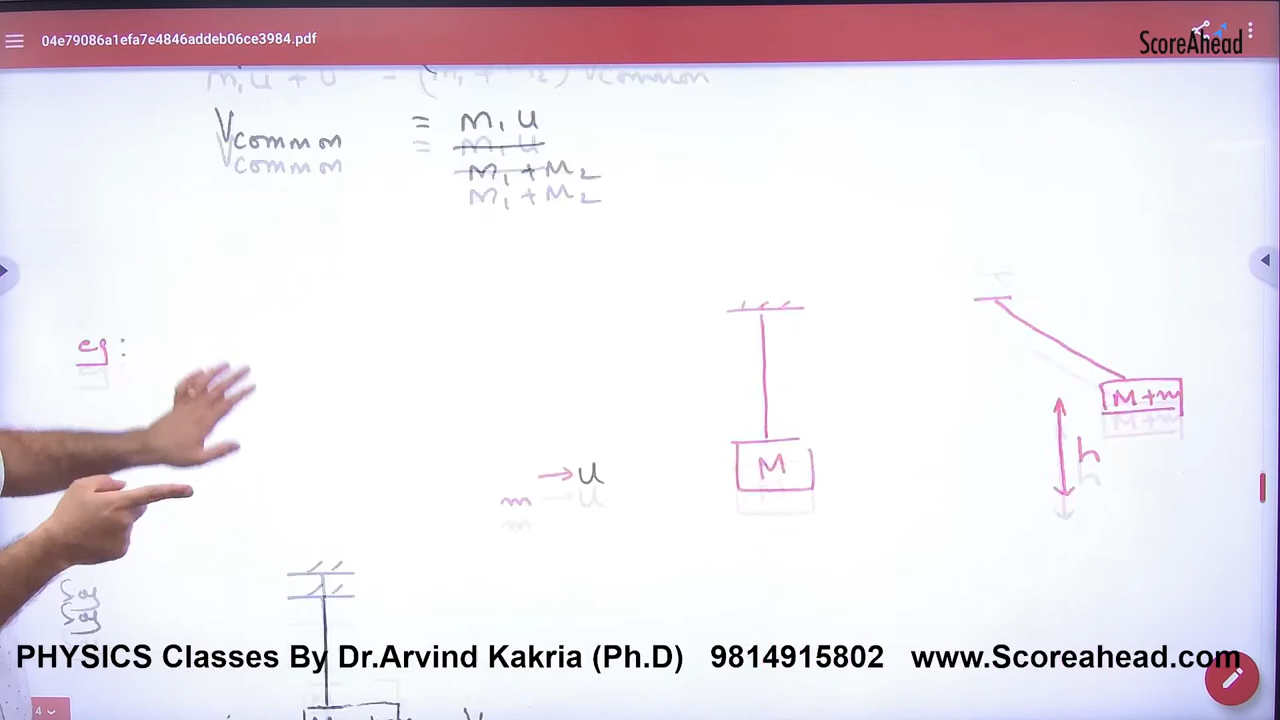 04e79086a1efa7e4846addeb06ce3984.pdf
ScoreAhead
Vcommon = m₁u
m₁+m₂
eg:
m → u
M
M+m
h
4
PHYSICS Classes By Dr.Arvind Kakria (Ph.D) 9814915802 www.Scoreahead.com